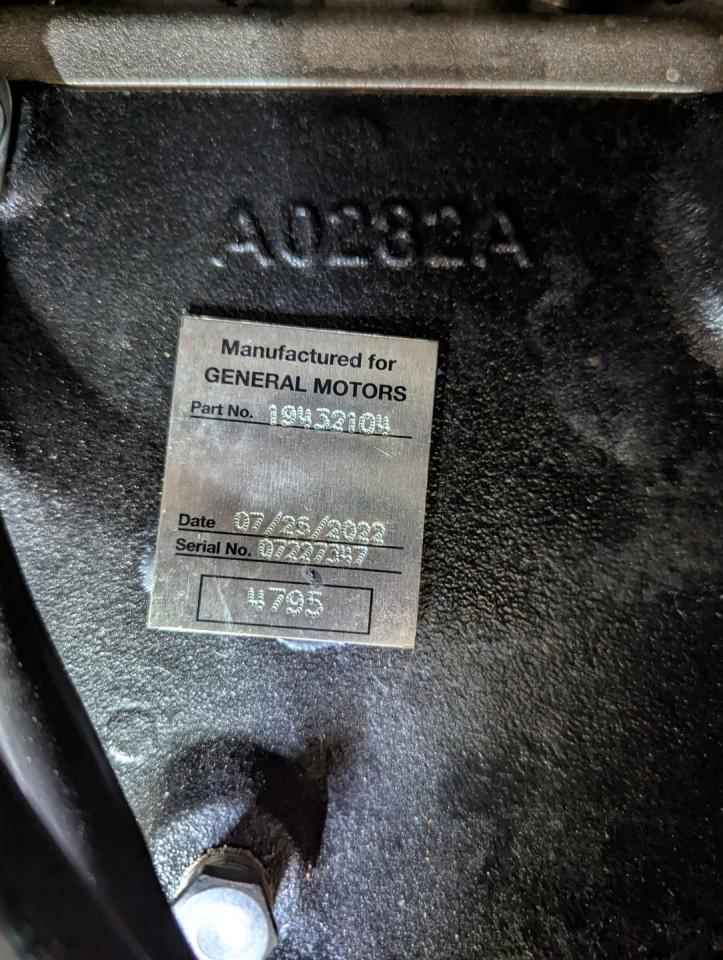 A0282A
Manufactured for
GENERAL MOTORS
Part No. 19432104
Date 07/25/2022
Serial No. 07227347
4795